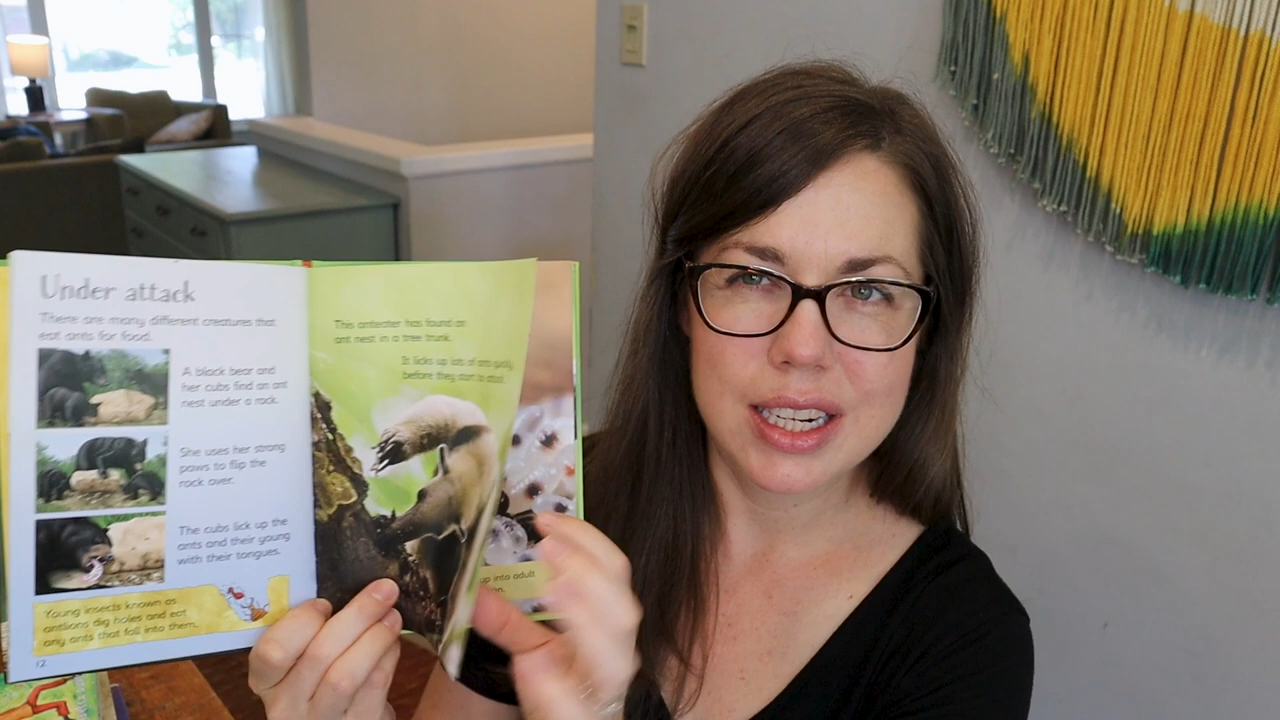 Under attack
There are many different creatures that
eat ants for food.
A black bear and
her cubs find an ant
nest under a rock.
She uses her strong
paws to flip the
rock over.
The cubs lick up the
ants and their young
with their tongues.
Young insects known as
antlions dig holes and eat
any ants that fall into them.
12
This anteater has found an
ant nest in a tree trunk.
It licks up lots of ants quickly,
before they start to attack.
up into adult